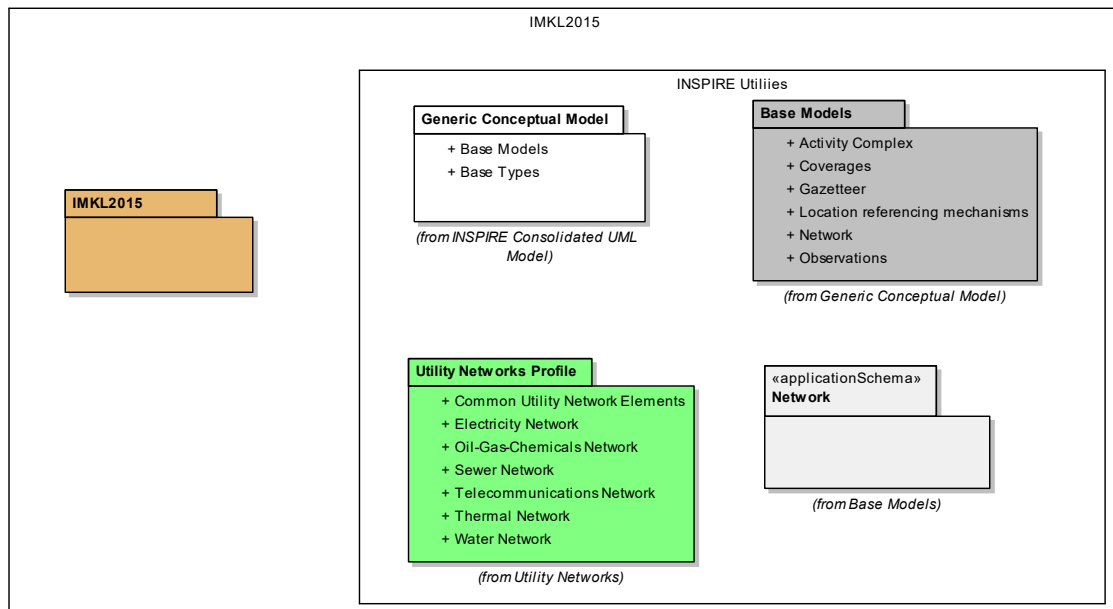 IMKL2015
INSPIRE Utiliies
Generic Conceptual Model
+ Base Models
+ Base Types
(from INSPIRE Consolidated UML
Model)
Base Models
+ Activity Complex
+ Coverages
+ Gazetteer
+ Location referencing mechanisms
+ Network
+ Observations
(from Generic Conceptual Model)
IMKL2015
Utility Networks Profile
+ Common Utility Network Elements
+ Electricity Network
+ Oil-Gas-Chemicals Network
+ Sewer Network
+ Telecommunications Network
+ Thermal Network
+ Water Network
(from Utility Networks)
«applicationSchema»
Network
(from Base Models)